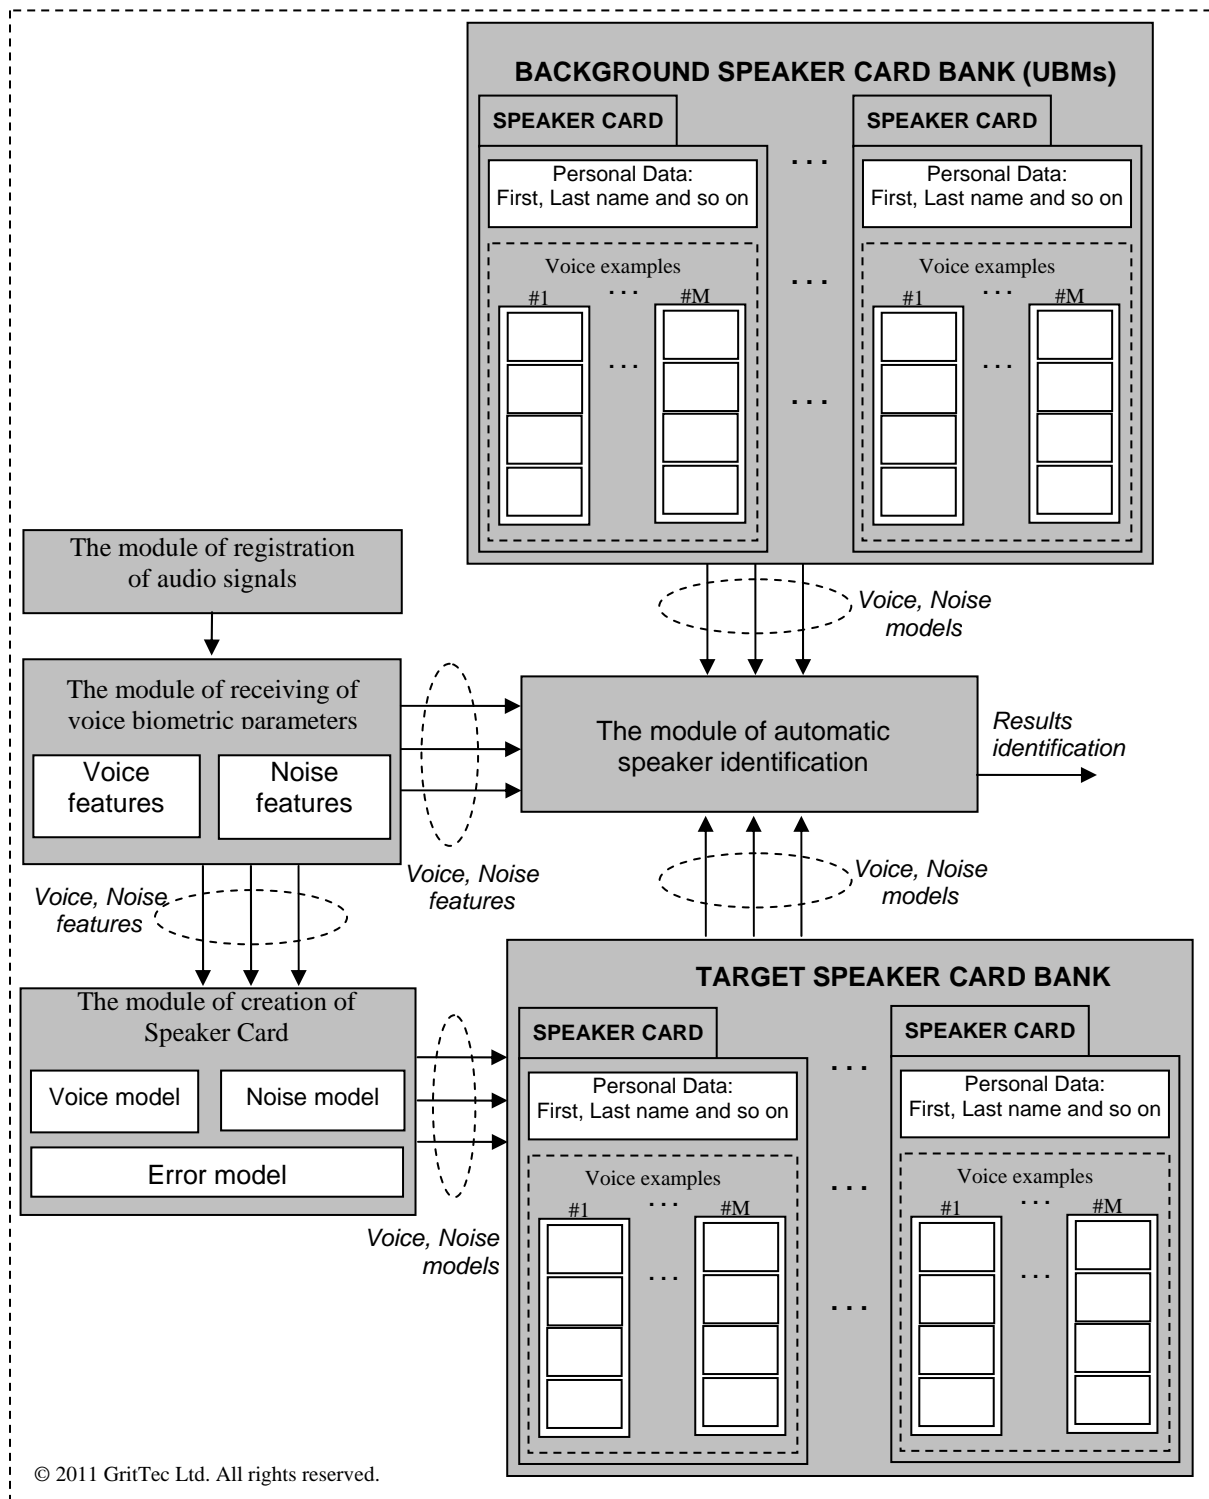 BACKGROUND SPEAKER CARD BANK (UBMs)
SPEAKER CARD
Personal Data:
First, Last name and so on
Voice examples
. . .
#1
#M
. . .
. . .
. . .
. . .
SPEAKER CARD
Personal Data:
First, Last name and so on
Voice examples
. . .
#1
#M
. . .
The module of registration
of audio signals
Voice, Noise
models
The module of receiving of
voice biometric parameters
Voice
features
Noise
features
The module of automatic
speaker identification
Results
identification
Voice, Noise
features
Voice, Noise
features
Voice, Noise
models
The module of creation of
Speaker Card
Voice model
Noise model
Error model
Voice, Noise
models
TARGET SPEAKER CARD BANK
SPEAKER CARD
Personal Data:
First, Last name and so on
Voice examples
. . .
#1
#M
. . .
. . .
. . .
. . .
SPEAKER CARD
Personal Data:
First, Last name and so on
Voice examples
. . .
#1
#M
. . .
© 2011 GritTec Ltd. All rights reserved.